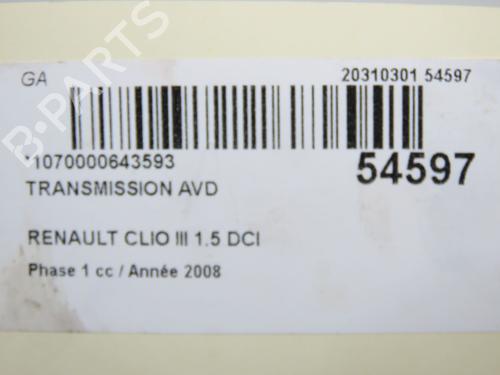 GA
20310301 54597
1070000643593
54597
TRANSMISSION AVD
RENAULT CLIO III 1.5 DCI
Phase 1 cc / Année 2008
B-PARTS